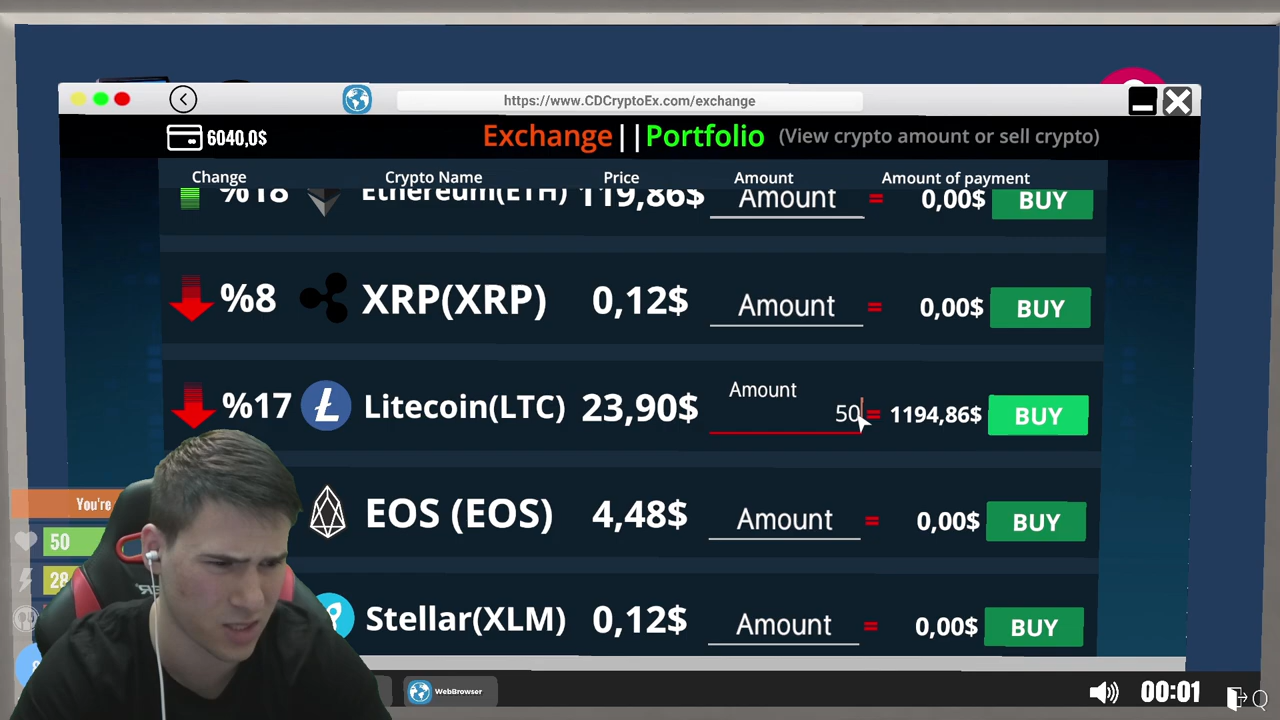 https://www.CDCryptoEx.com/exchange
6040,0$ Exchange||Portfolio (View crypto amount or sell crypto)
Change Crypto Name Price Amount Amount of payment
%18 Ethereum(ETH) 119,86$ Amount = 0,00$ BUY
%8 XRP(XRP) 0,12$ Amount = 0,00$ BUY
%17 Litecoin(LTC) 23,90$ Amount 50 = 1194,86$ BUY
EOS (EOS) 4,48$ Amount = 0,00$ BUY
You're
50
28
Stellar(XLM) 0,12$ Amount = 0,00$ BUY
WebBrowser 00:01 Q